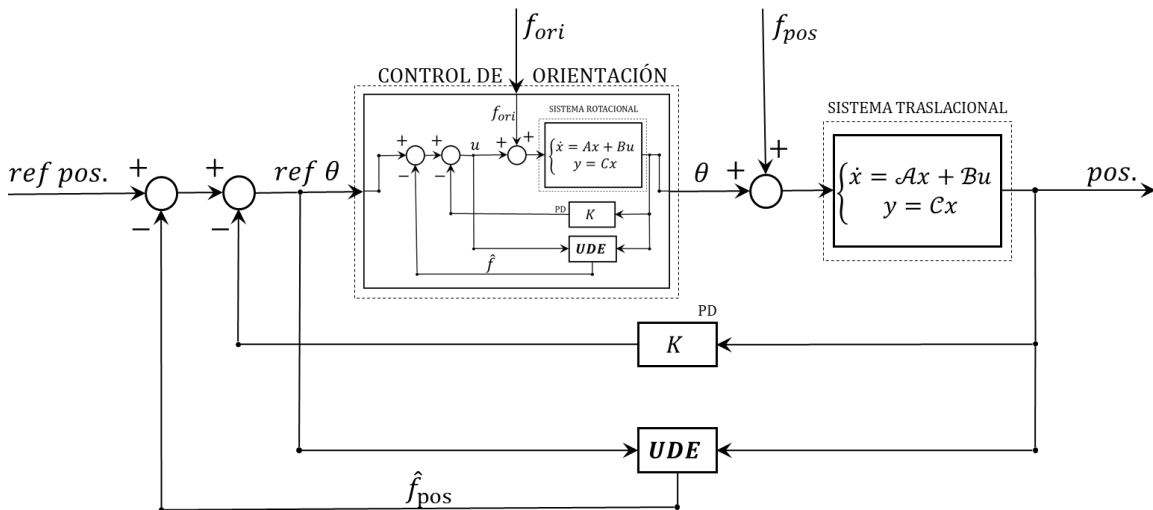 f_ori
f_pos
CONTROL DE ORIENTACIÓN
SISTEMA ROTACIONAL
SISTEMA TRASLACIONAL
f_ori
+ + u + +
ẋ = Ax + Bu
y = Cx
− −
ref pos. + + ref θ
θ + +
ẋ = 𝒜x + ℬu
y = 𝒞x
pos.
− −
PD K
UDE
f̂
PD
K
UDE
f̂_pos